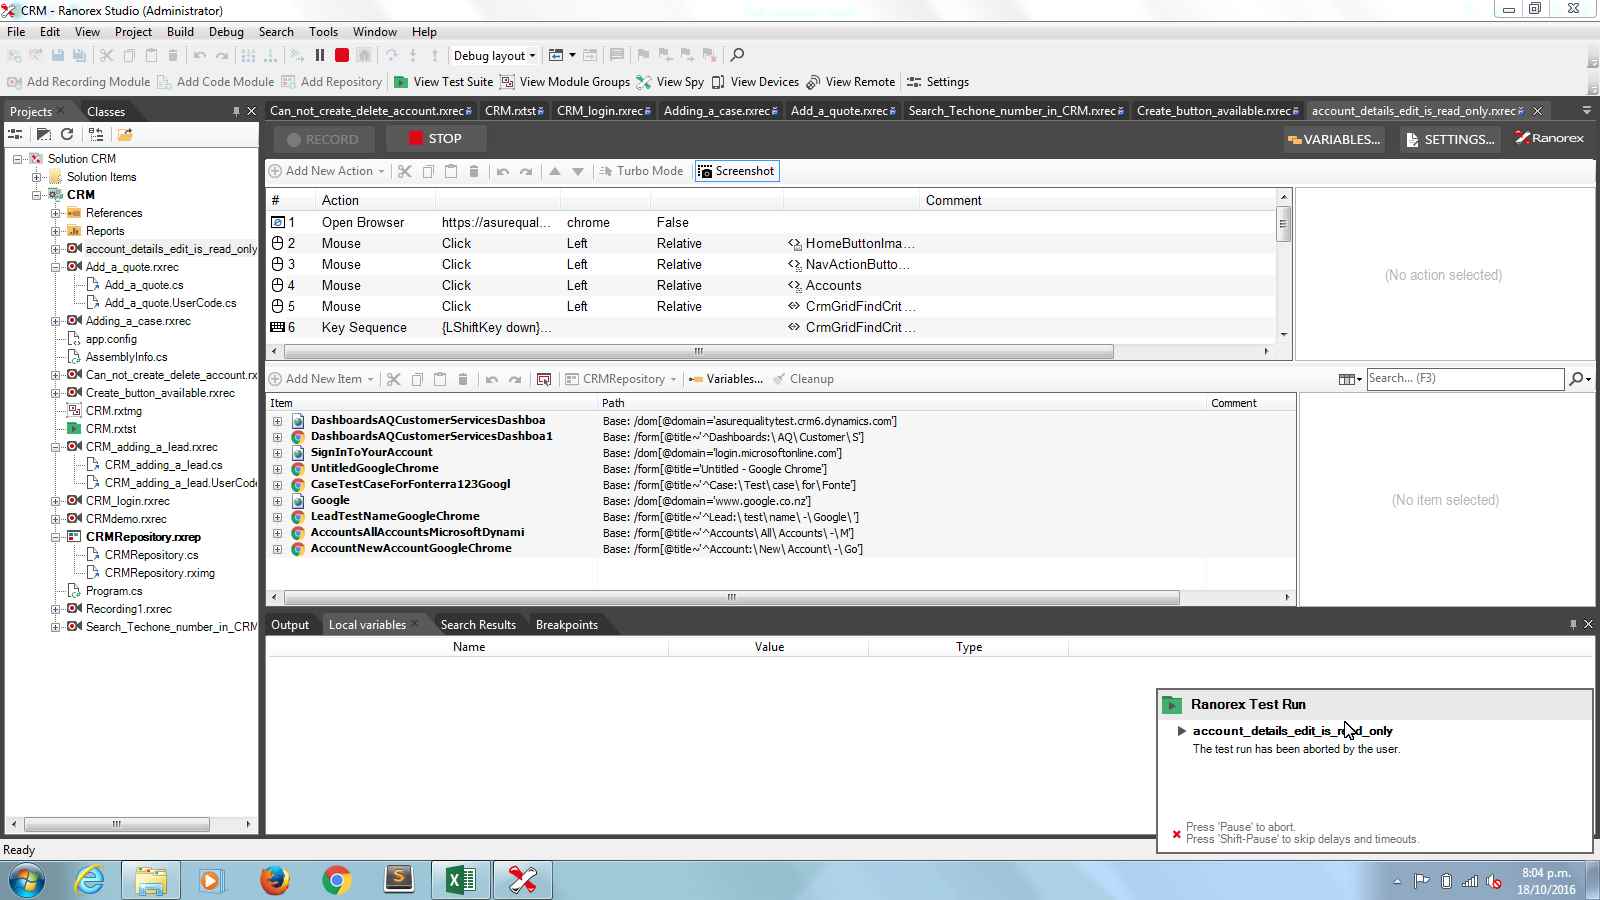 CRM - Ranorex Studio (Administrator)
File Edit View Project Build Debug Search Tools Window Help
Debug layout
Add Recording Module Add Code Module Add Repository View Test Suite View Module Groups View Spy View Devices View Remote Settings
Projects Classes
Can_not_create_delete_account.rxrec CRM.rxtst CRM_login.rxrec Adding_a_case.rxrec Add_a_quote.rxrec Search_Techone_number_in_CRM.rxrec Create_button_available.rxrec account_details_edit_is_read_only.rxrec
RECORD STOP VARIABLES... SETTINGS... Ranorex
Add New Action Turbo Mode Screenshot
# Action Comment
1 Open Browser https://asurequal... chrome False
2 Mouse Click Left Relative HomeButtonIma...
3 Mouse Click Left Relative NavActionButto...
4 Mouse Click Left Relative Accounts
5 Mouse Click Left Relative CrmGridFindCrit...
6 Key Sequence {LShiftKey down}... CrmGridFindCrit...
(No action selected)
Solution CRM
Solution Items
CRM
References
Reports
account_details_edit_is_read_only
Add_a_quote.rxrec
Add_a_quote.cs
Add_a_quote.UserCode.cs
Adding_a_case.rxrec
app.config
AssemblyInfo.cs
Can_not_create_delete_account.rx
Create_button_available.rxrec
CRM.rxtmg
CRM.rxtst
CRM_adding_a_lead.rxrec
CRM_adding_a_lead.cs
CRM_adding_a_lead.UserCode
CRM_login.rxrec
CRMdemo.rxrec
CRMRepository.rxrep
CRMRepository.cs
CRMRepository.rximg
Program.cs
Recording1.rxrec
Search_Techone_number_in_CRM
Add New Item CRMRepository Variables... Cleanup Search... (F3)
Item Path Comment
DashboardsAQCustomerServicesDashboa Base: /dom[@domain='asurequalitytest.crm6.dynamics.com']
DashboardsAQCustomerServicesDashboa1 Base: /form[@title~'^Dashboards:\ AQ\ Customer\ S']
SignInToYourAccount Base: /dom[@domain='login.microsoftonline.com']
UntitledGoogleChrome Base: /form[@title='Untitled - Google Chrome']
CaseTestCaseForFonterra123Googl Base: /form[@title~'^Case:\ Test\ case\ for\ Fonte']
Google Base: /dom[@domain='www.google.co.nz']
LeadTestNameGoogleChrome Base: /form[@title~'^Lead:\ test\ name\ -\ Google\ ']
AccountsAllAccountsMicrosoftDynami Base: /form[@title~'^Accounts\ All\ Accounts\ -\ M']
AccountNewAccountGoogleChrome Base: /form[@title~'^Account:\ New\ Account\ -\ Go']
(No item selected)
Output Local variables Search Results Breakpoints
Name Value Type
Ranorex Test Run
account_details_edit_is_read_only
The test run has been aborted by the user.
Press 'Pause' to abort.
Press 'Shift-Pause' to skip delays and timeouts.
Ready
8:04 p.m.
18/10/2016